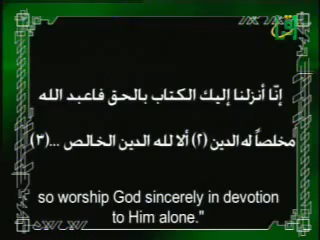 إنّا أنزلنا إليك الكتاب بالحق فاعبد الله
مخلصاً له الدين (٢) ألا لله الدين الخالص ...(٣)
so worship God sincerely in devotion
to Him alone."